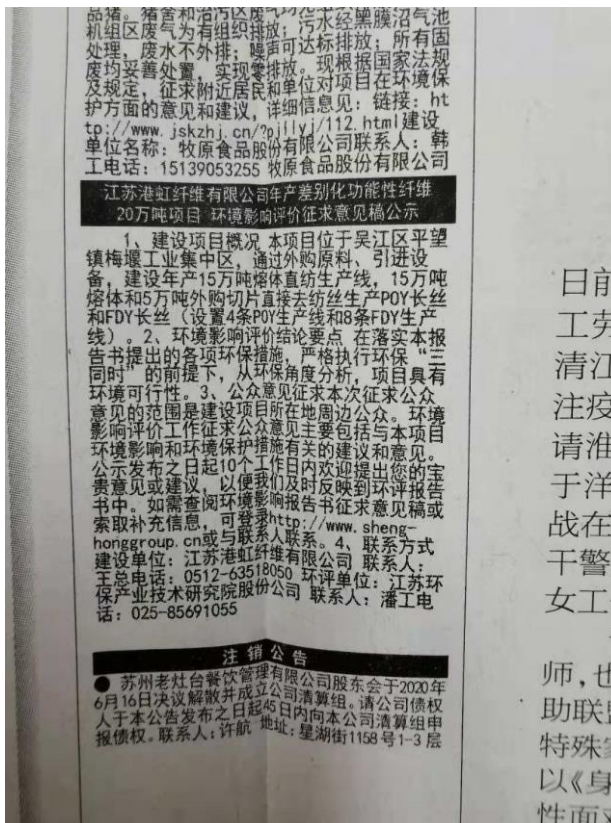 品猪。猪舍和治污区废气
机组区废气为有组织排放；污水经黑膜沼气池
处理，废水不外排；噪声可达标排放；所有固
废均妥善处置，实现零排放。现根据国家法规
及规定，征求附近居民和单位对项目在环境保
护方面的意见和建议，详细信息见：链接：ht
tp://www.jskzhj.cn/?pjllyj/112.html建设
单位名称：牧原食品股份有限公司联系人：韩
工电话：15139053255 牧原食品股份有限公司
江苏港虹纤维有限公司年产差别化功能性纤维
20万吨项目 环境影响评价征求意见稿公示
1、建设项目概况 本项目位于吴江区平望
镇梅堰工业集中区，通过外购原料、引进设
备，建设年产15万吨熔体直纺生产线，15万吨
熔体和5万吨外购切片直接去纺丝生产POY长丝
和FDY长丝（设置4条POY生产线和8条FDY生产
线）。2、环境影响评价结论要点 在落实本报
告书提出的各项环保措施，严格执行环保“三
同时”的前提下，从环保角度分析，项目具有
环境可行性。3、公众意见征求本次征求公众
意见的范围是建设项目所在地周边公众。环境
影响评价工作征求公众意见主要包括与本项目
环境影响和环境保护措施有关的建议和意见。
公示发布之日起10个工作日内欢迎提出您的宝
贵意见或建议，以便我们及时反映到环评报告
书中。如需查阅环境影响报告书征求意见稿或
索取补充信息，可登录http://www.sheng-
honggroup.cn或与联系人联系。4、联系方式
建设单位：江苏港虹纤维有限公司 联系人：
王总电话：0512-63518050 环评单位：江苏环
保产业技术研究院股份公司 联系人：潘工电
话：025-85691055
注销公告
● 苏州老灶台餐饮管理有限公司股东会于2020年
6月16日决议解散并成立公司清算组。请公司债权
人于本公告发布之日起45日内向本公司清算组申
报债权。联系人：许航 地址：星湖街1158号1-3 层
日前
工劳
清江
注疫
请淮
于洋
战在
干警
女工
师，也
助联
特殊
以《身
性面对